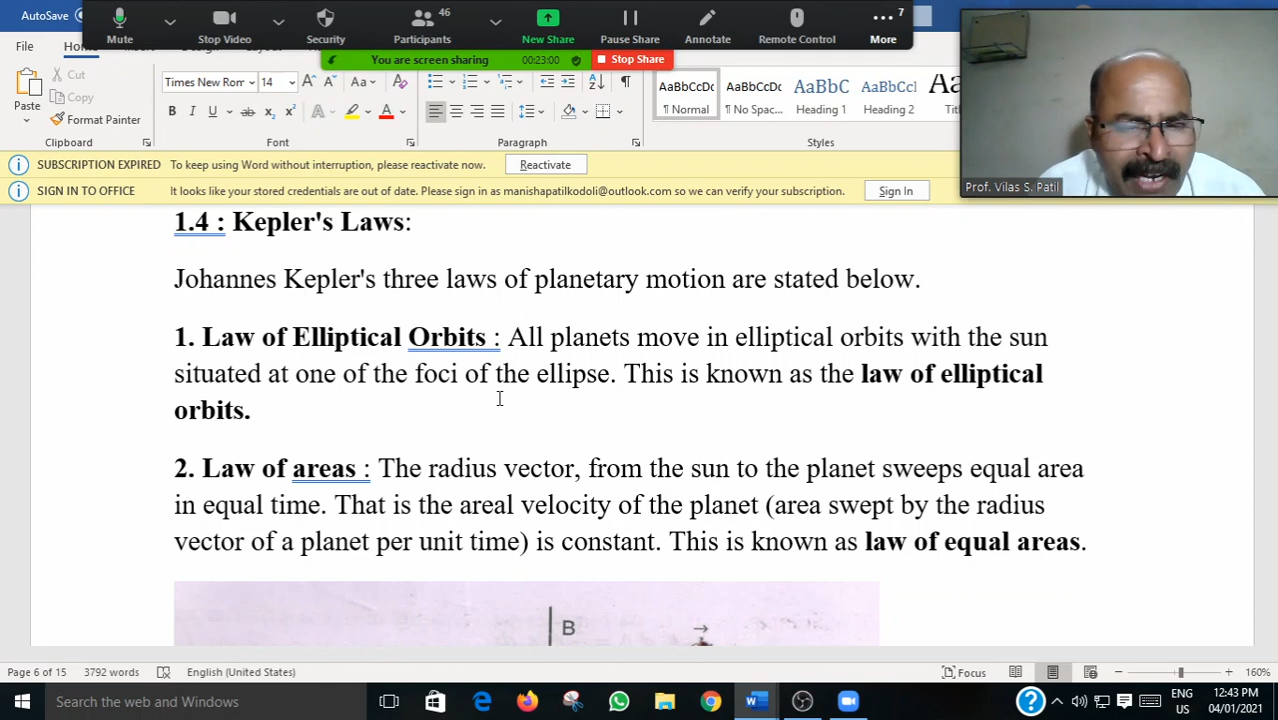 AutoSave
46
7
Mute
Stop Video
Security
Participants
New Share
Pause Share
Annotate
Remote Control
More
You are screen sharing
00:23:00
Stop Share
File
Cut
Copy
Paste
Format Painter
Times New Rom
14
Aa
B I U ab x₂ x² A A
AaBbCcDc
AaBbCcDc
AaBbC
AaBbCcI
¶ Normal
¶ No Spac...
Heading 1
Heading 2
Clipboard
Font
Paragraph
Styles
Prof. Vilas S. Patil
SUBSCRIPTION EXPIRED To keep using Word without interruption, please reactivate now. Reactivate
SIGN IN TO OFFICE It looks like your stored credentials are out of date. Please sign in as manishapatilkodoli@outlook.com so we can verify your subscription. Sign In
1.4 : Kepler's Laws:
Johannes Kepler's three laws of planetary motion are stated below.
1. Law of Elliptical Orbits : All planets move in elliptical orbits with the sun
situated at one of the foci of the ellipse. This is known as the law of elliptical
orbits.
2. Law of areas : The radius vector, from the sun to the planet sweeps equal area
in equal time. That is the areal velocity of the planet (area swept by the radius
vector of a planet per unit time) is constant. This is known as law of equal areas.
B
Page 6 of 15 3792 words English (United States) Focus 160%
Search the web and Windows
ENG
US
12:43 PM
04/01/2021